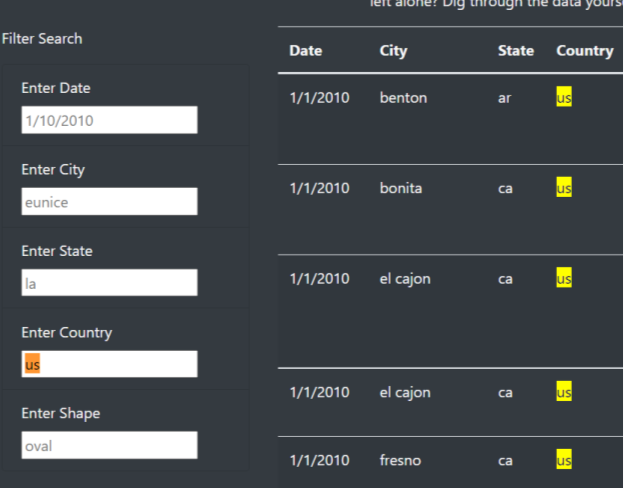 left alone? Dig through the data
Filter Search
Enter Date
1/10/2010
Enter City
eunice
Enter State
la
Enter Country
us
Enter Shape
oval
Date City State Country
1/1/2010 benton ar us
1/1/2010 bonita ca us
1/1/2010 el cajon ca us
1/1/2010 el cajon ca us
1/1/2010 fresno ca us